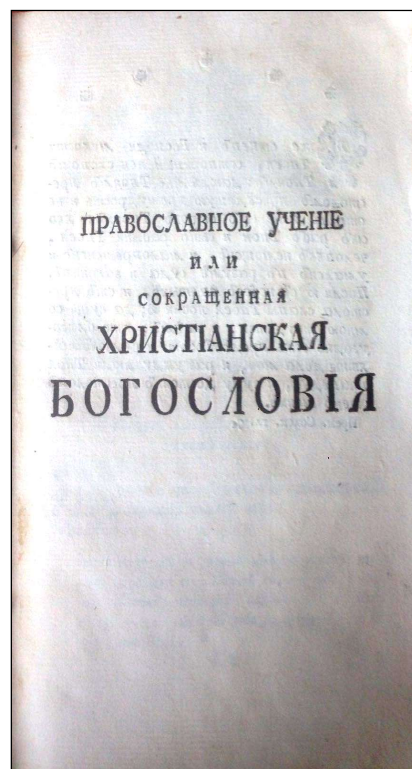 ПРАВОСЛАВНОЕ УЧЕНІЕ
ИЛИ
СОКРАЩЕННАЯ
ХРИСТІАНСКАЯ
БОГОСЛОВІЯ